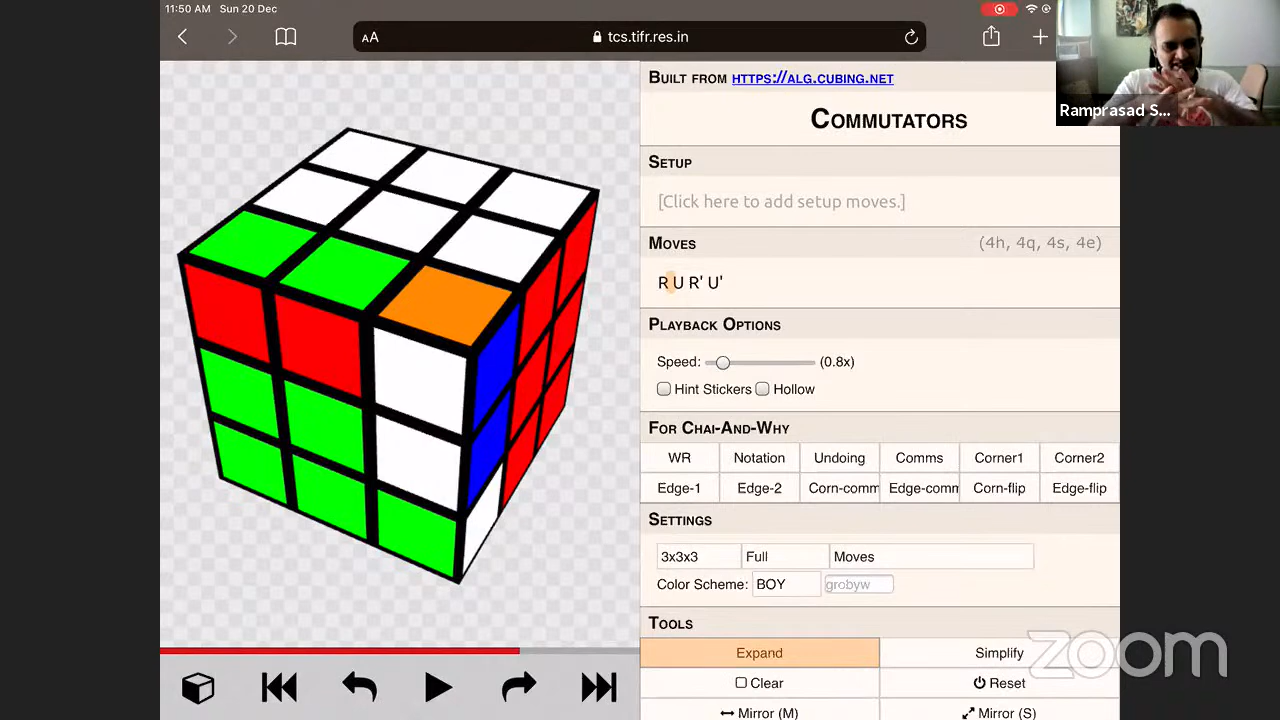 11:50 AM Sun 20 Dec
AA tcs.tifr.res.in
Ramprasad S...
BUILT FROM HTTPS://ALG.CUBING.NET
COMMUTATORS
SETUP
[Click here to add setup moves.]
MOVES (4h, 4q, 4s, 4e)
R U R' U'
PLAYBACK OPTIONS
Speed: (0.8x)
Hint Stickers Hollow
FOR CHAI-AND-WHY
WR Notation Undoing Comms Corner1 Corner2
Edge-1 Edge-2 Corn-comm Edge-comm Corn-flip Edge-flip
SETTINGS
3x3x3 Full Moves
Color Scheme: BOY grobyw
TOOLS
Expand Simplify
Clear Reset
Mirror (M) Mirror (S)
zoom